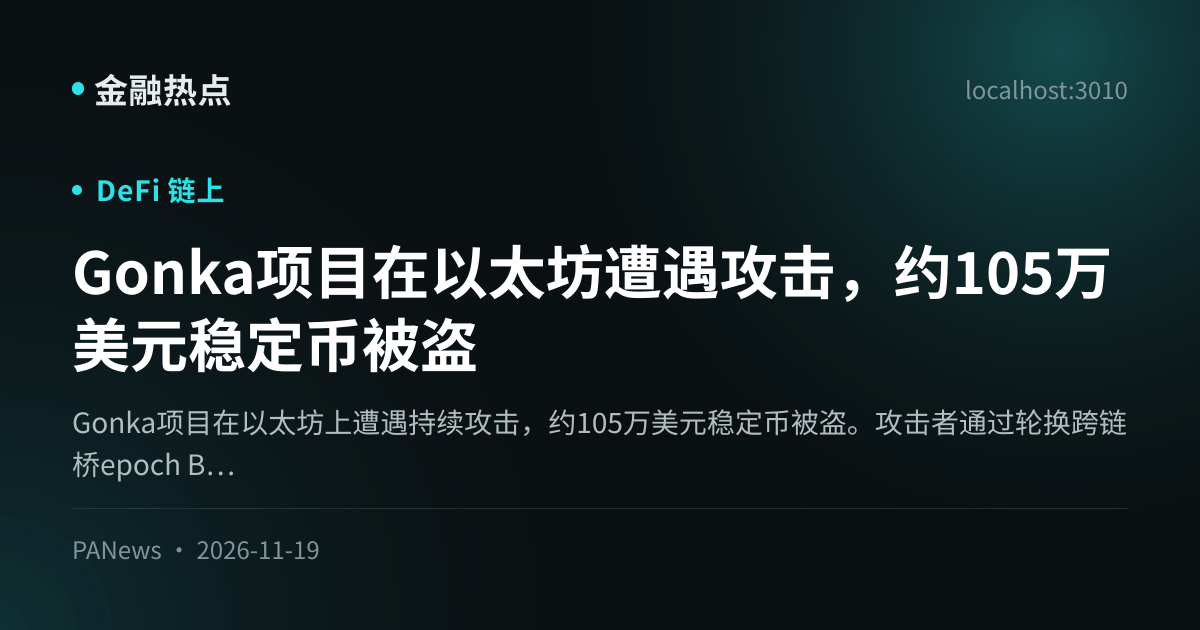 金融热点
localhost:3010
DeFi 链上
Gonka项目在以太坊遭遇攻击，约105万
美元稳定币被盗
Gonka项目在以太坊上遭遇持续攻击，约105万美元稳定币被盗。攻击者通过轮换跨链
桥epoch B…
PANews · 2026-11-19